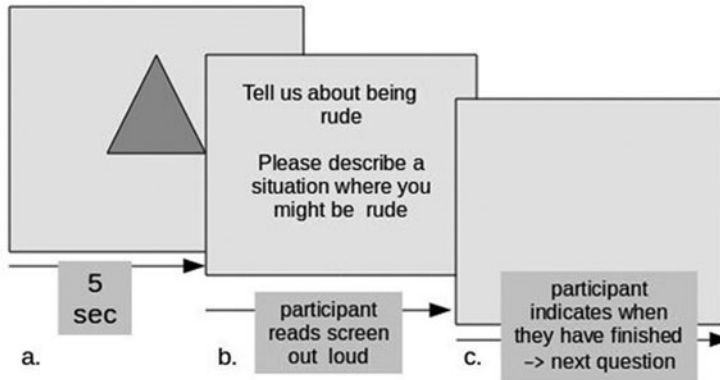 Tell us about being
rude
Please describe a
situation where you
might be rude
5
sec
participant
reads screen
out loud
participant
indicates when
they have finished
-> next question
a.
b.
c.